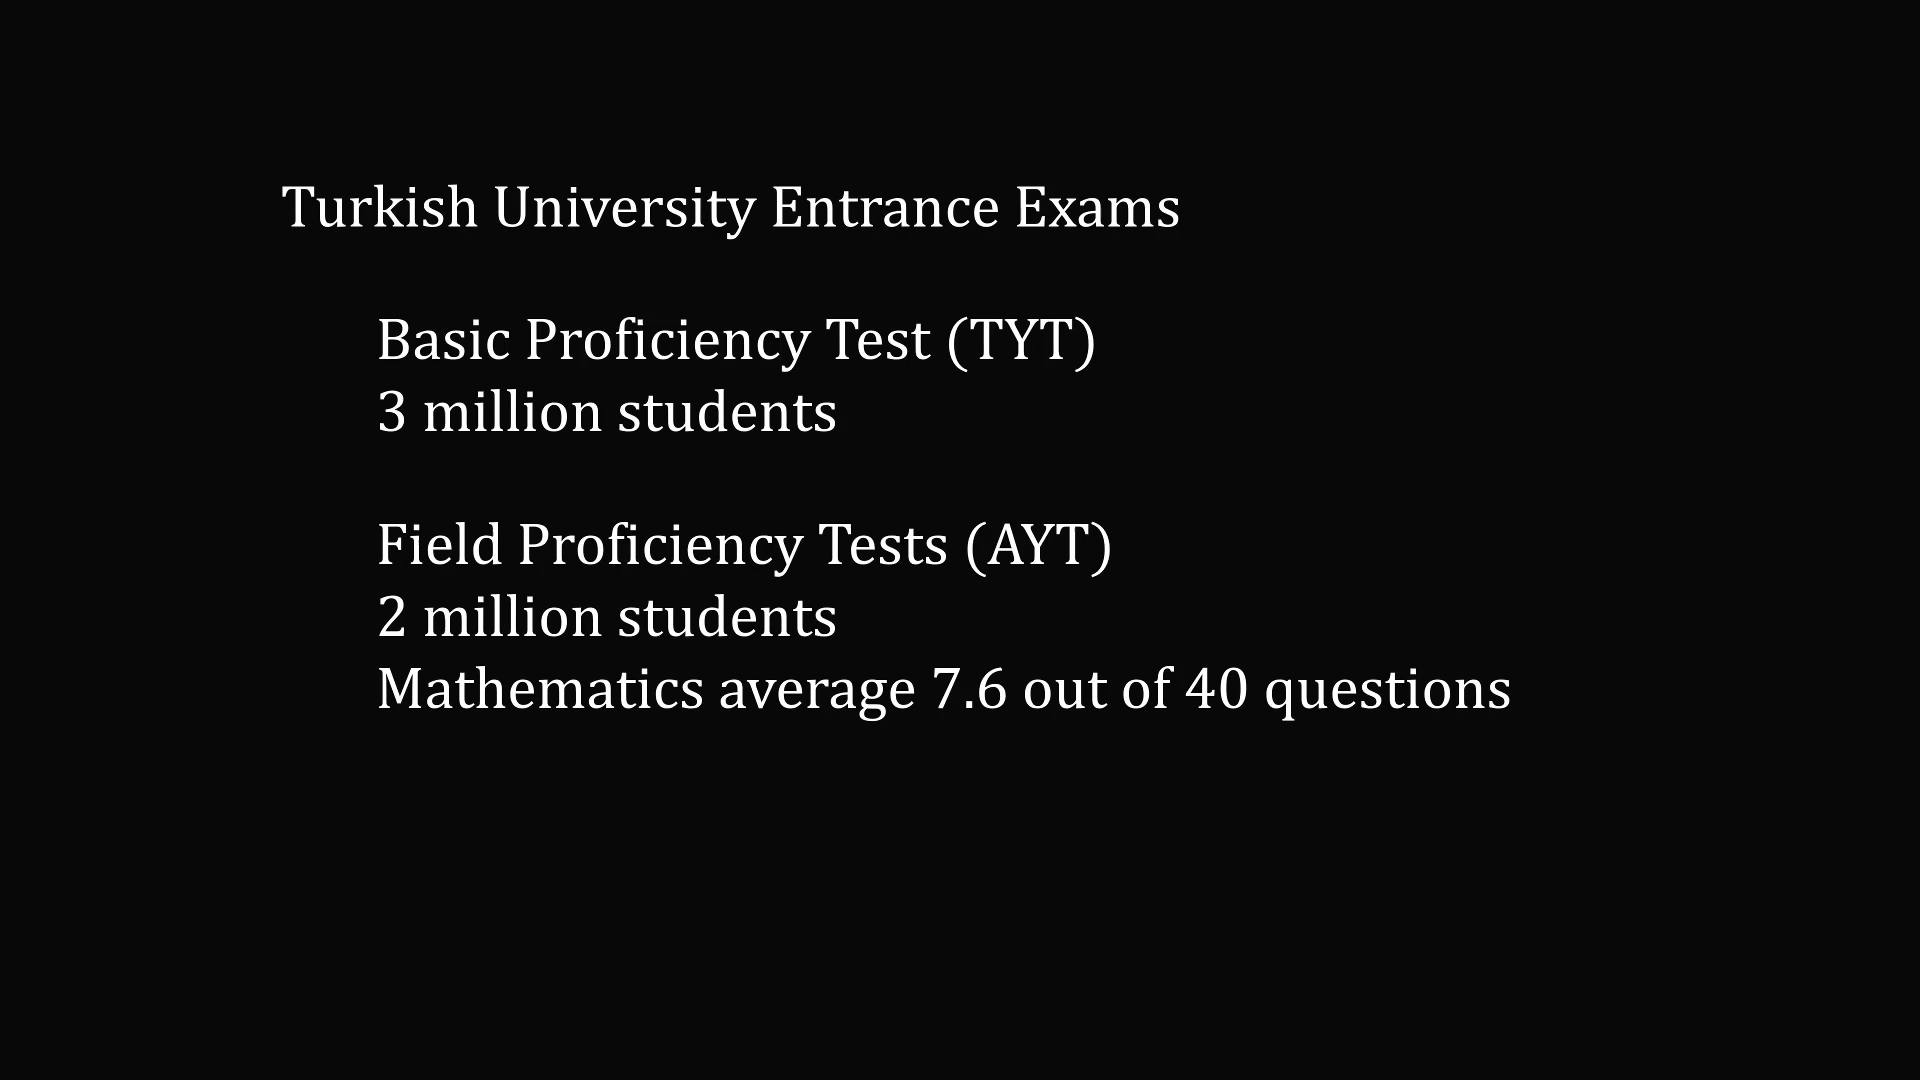 Turkish University Entrance Exams
Basic Proficiency Test (TYT)
3 million students
Field Proficiency Tests (AYT)
2 million students
Mathematics average 7.6 out of 40 questions